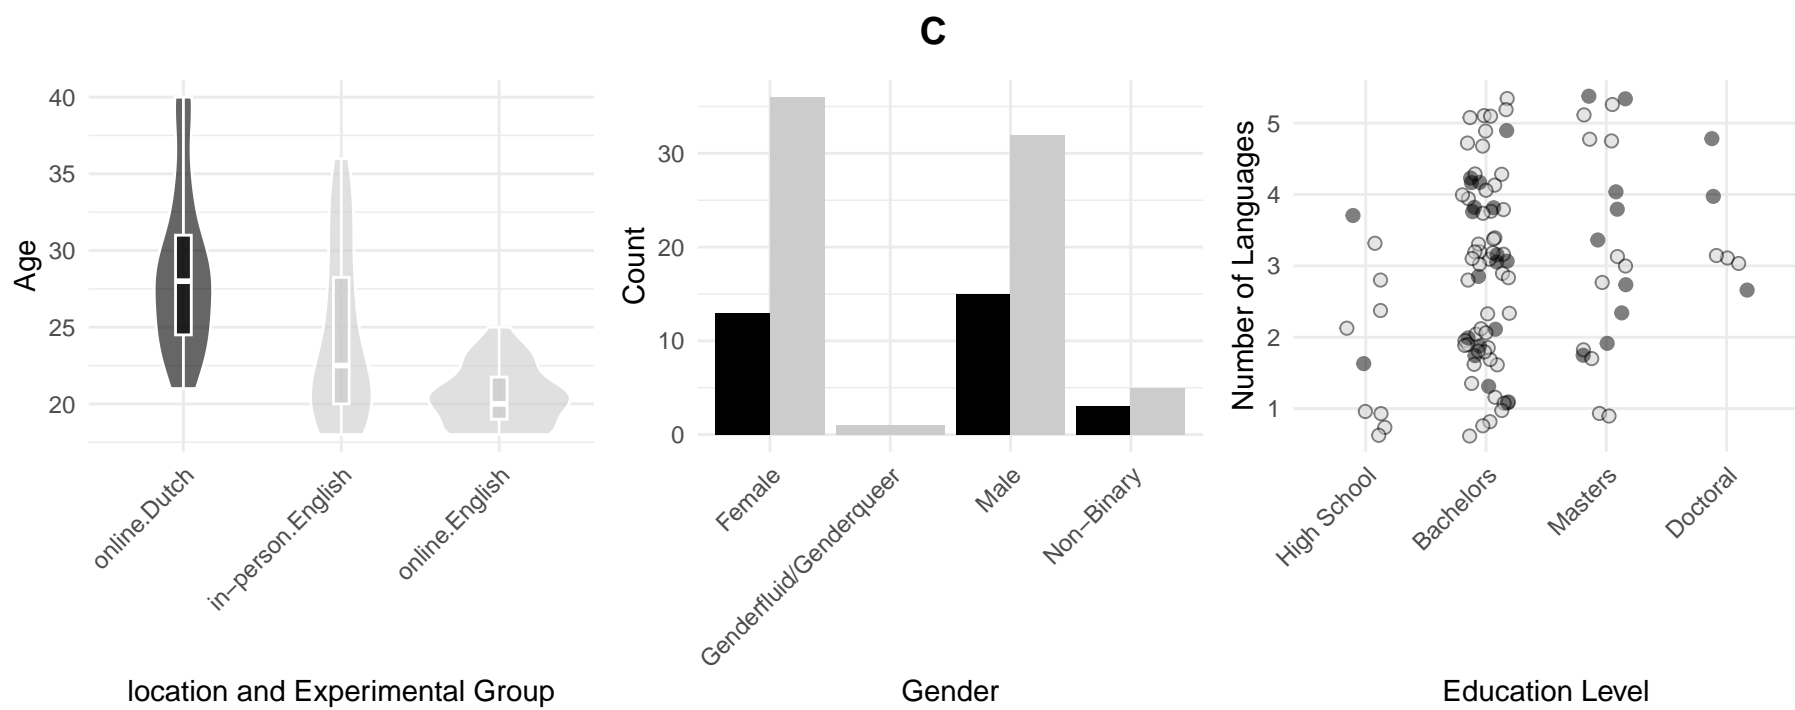 C
Age
40
35
30
25
20
online.Dutch
in−person.English
online.English
location and Experimental Group
Count
30
20
10
0
Female
Genderfluid/Genderqueer
Male
Non−Binary
Gender
Number of Languages
5
4
3
2
1
High School
Bachelors
Masters
Doctoral
Education Level